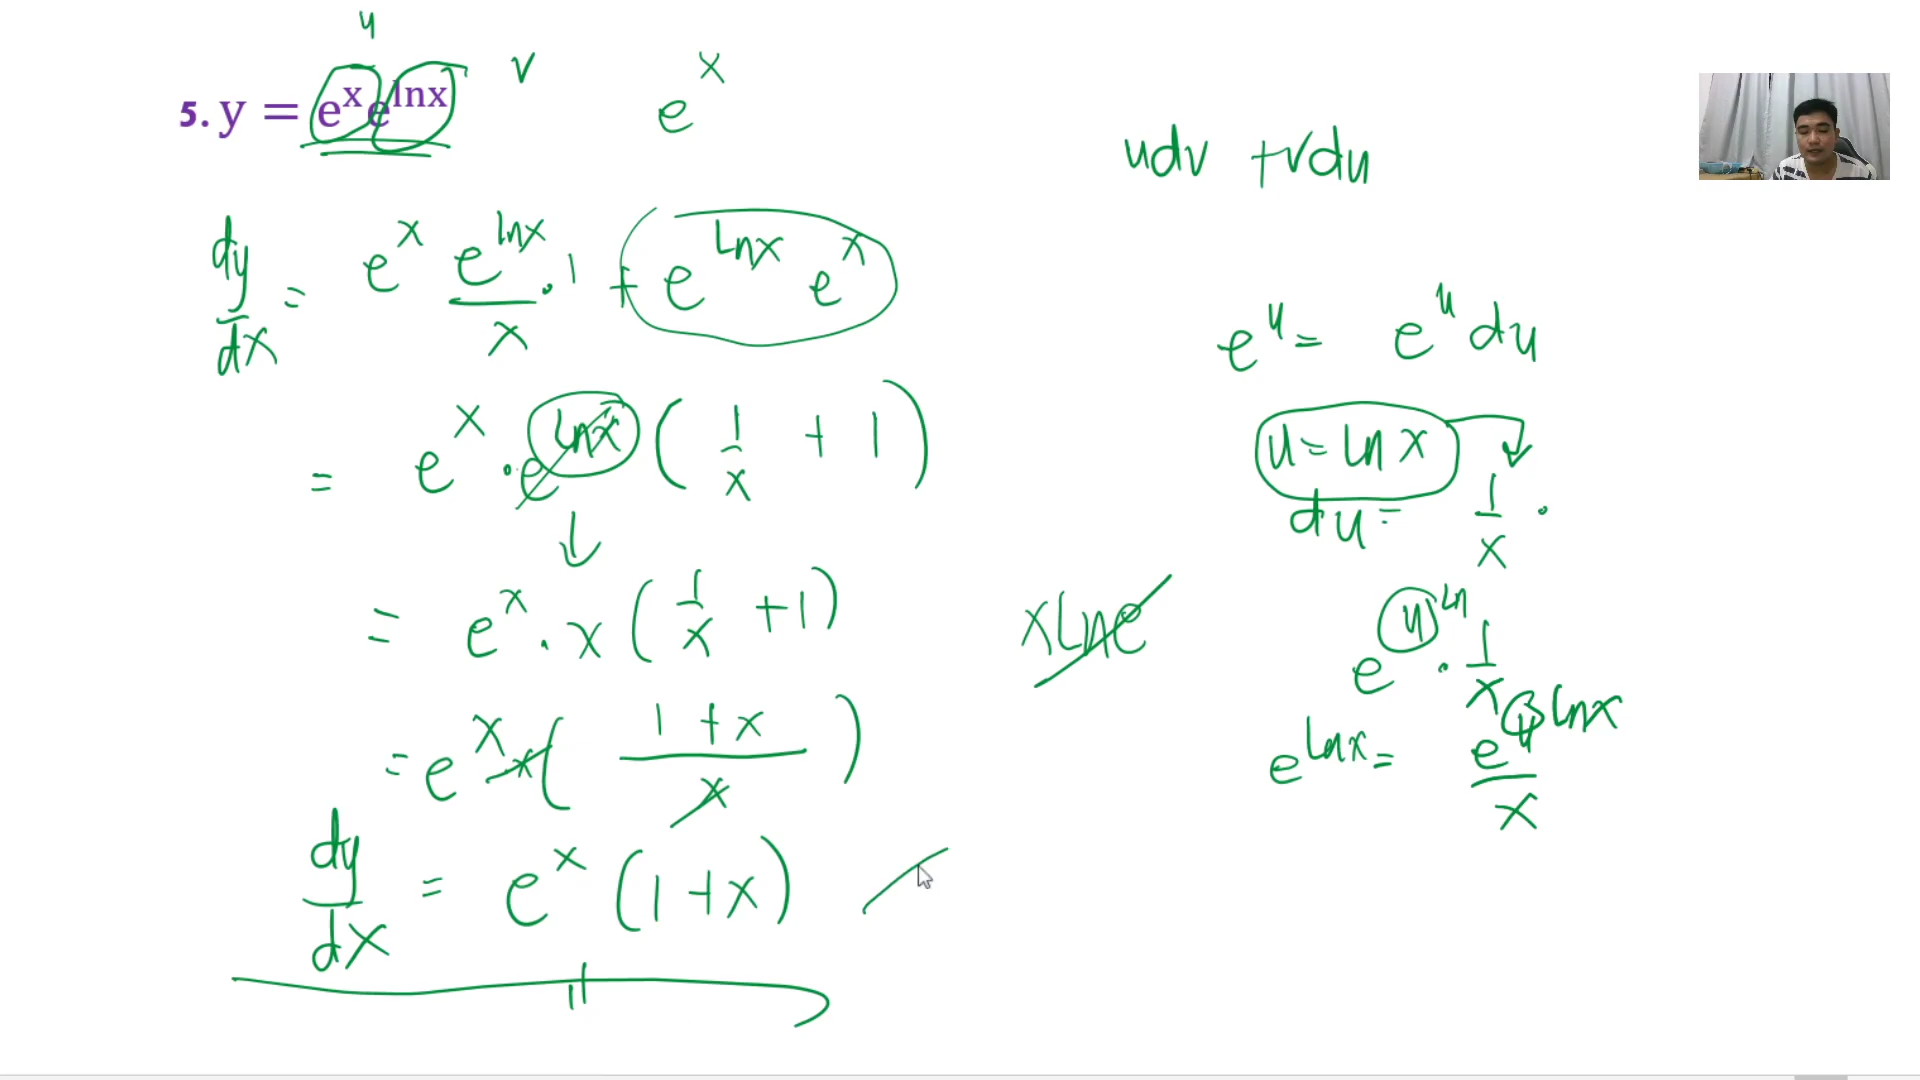 u
v
5. y = e^x e^lnx
e^x
udv + vdu
dy/dx = e^x e^lnx/x · 1 + e^lnx e^x
e^u = e^u du
= e^x · e^lnx (1/x + 1)
u = ln x
du = 1/x ·
= e^x · x (1/x + 1)
xlne
e^u ln · 1/x
= e^x x (1+x/x)
e^lnx = e^u/x
lnx
dy/dx = e^x (1+x)